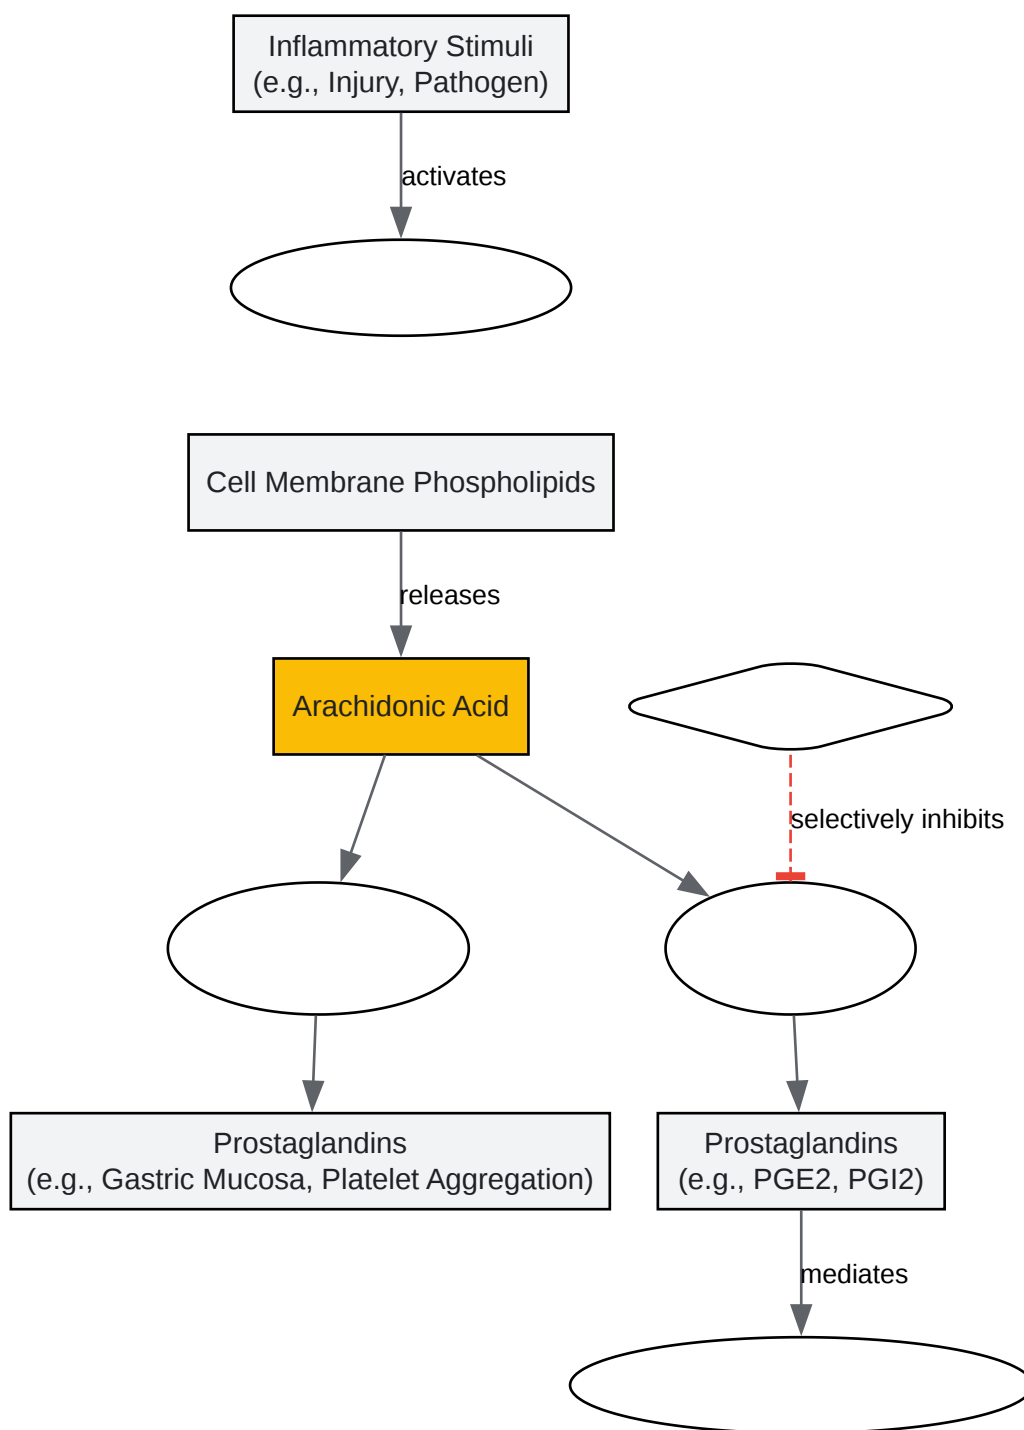 Inflammatory Stimuli
(e.g., Injury, Pathogen)
activates
Cell Membrane Phospholipids
releases
Arachidonic Acid
selectively inhibits
Prostaglandins
(e.g., Gastric Mucosa, Platelet Aggregation)
Prostaglandins
(e.g., PGE2, PGI2)
mediates